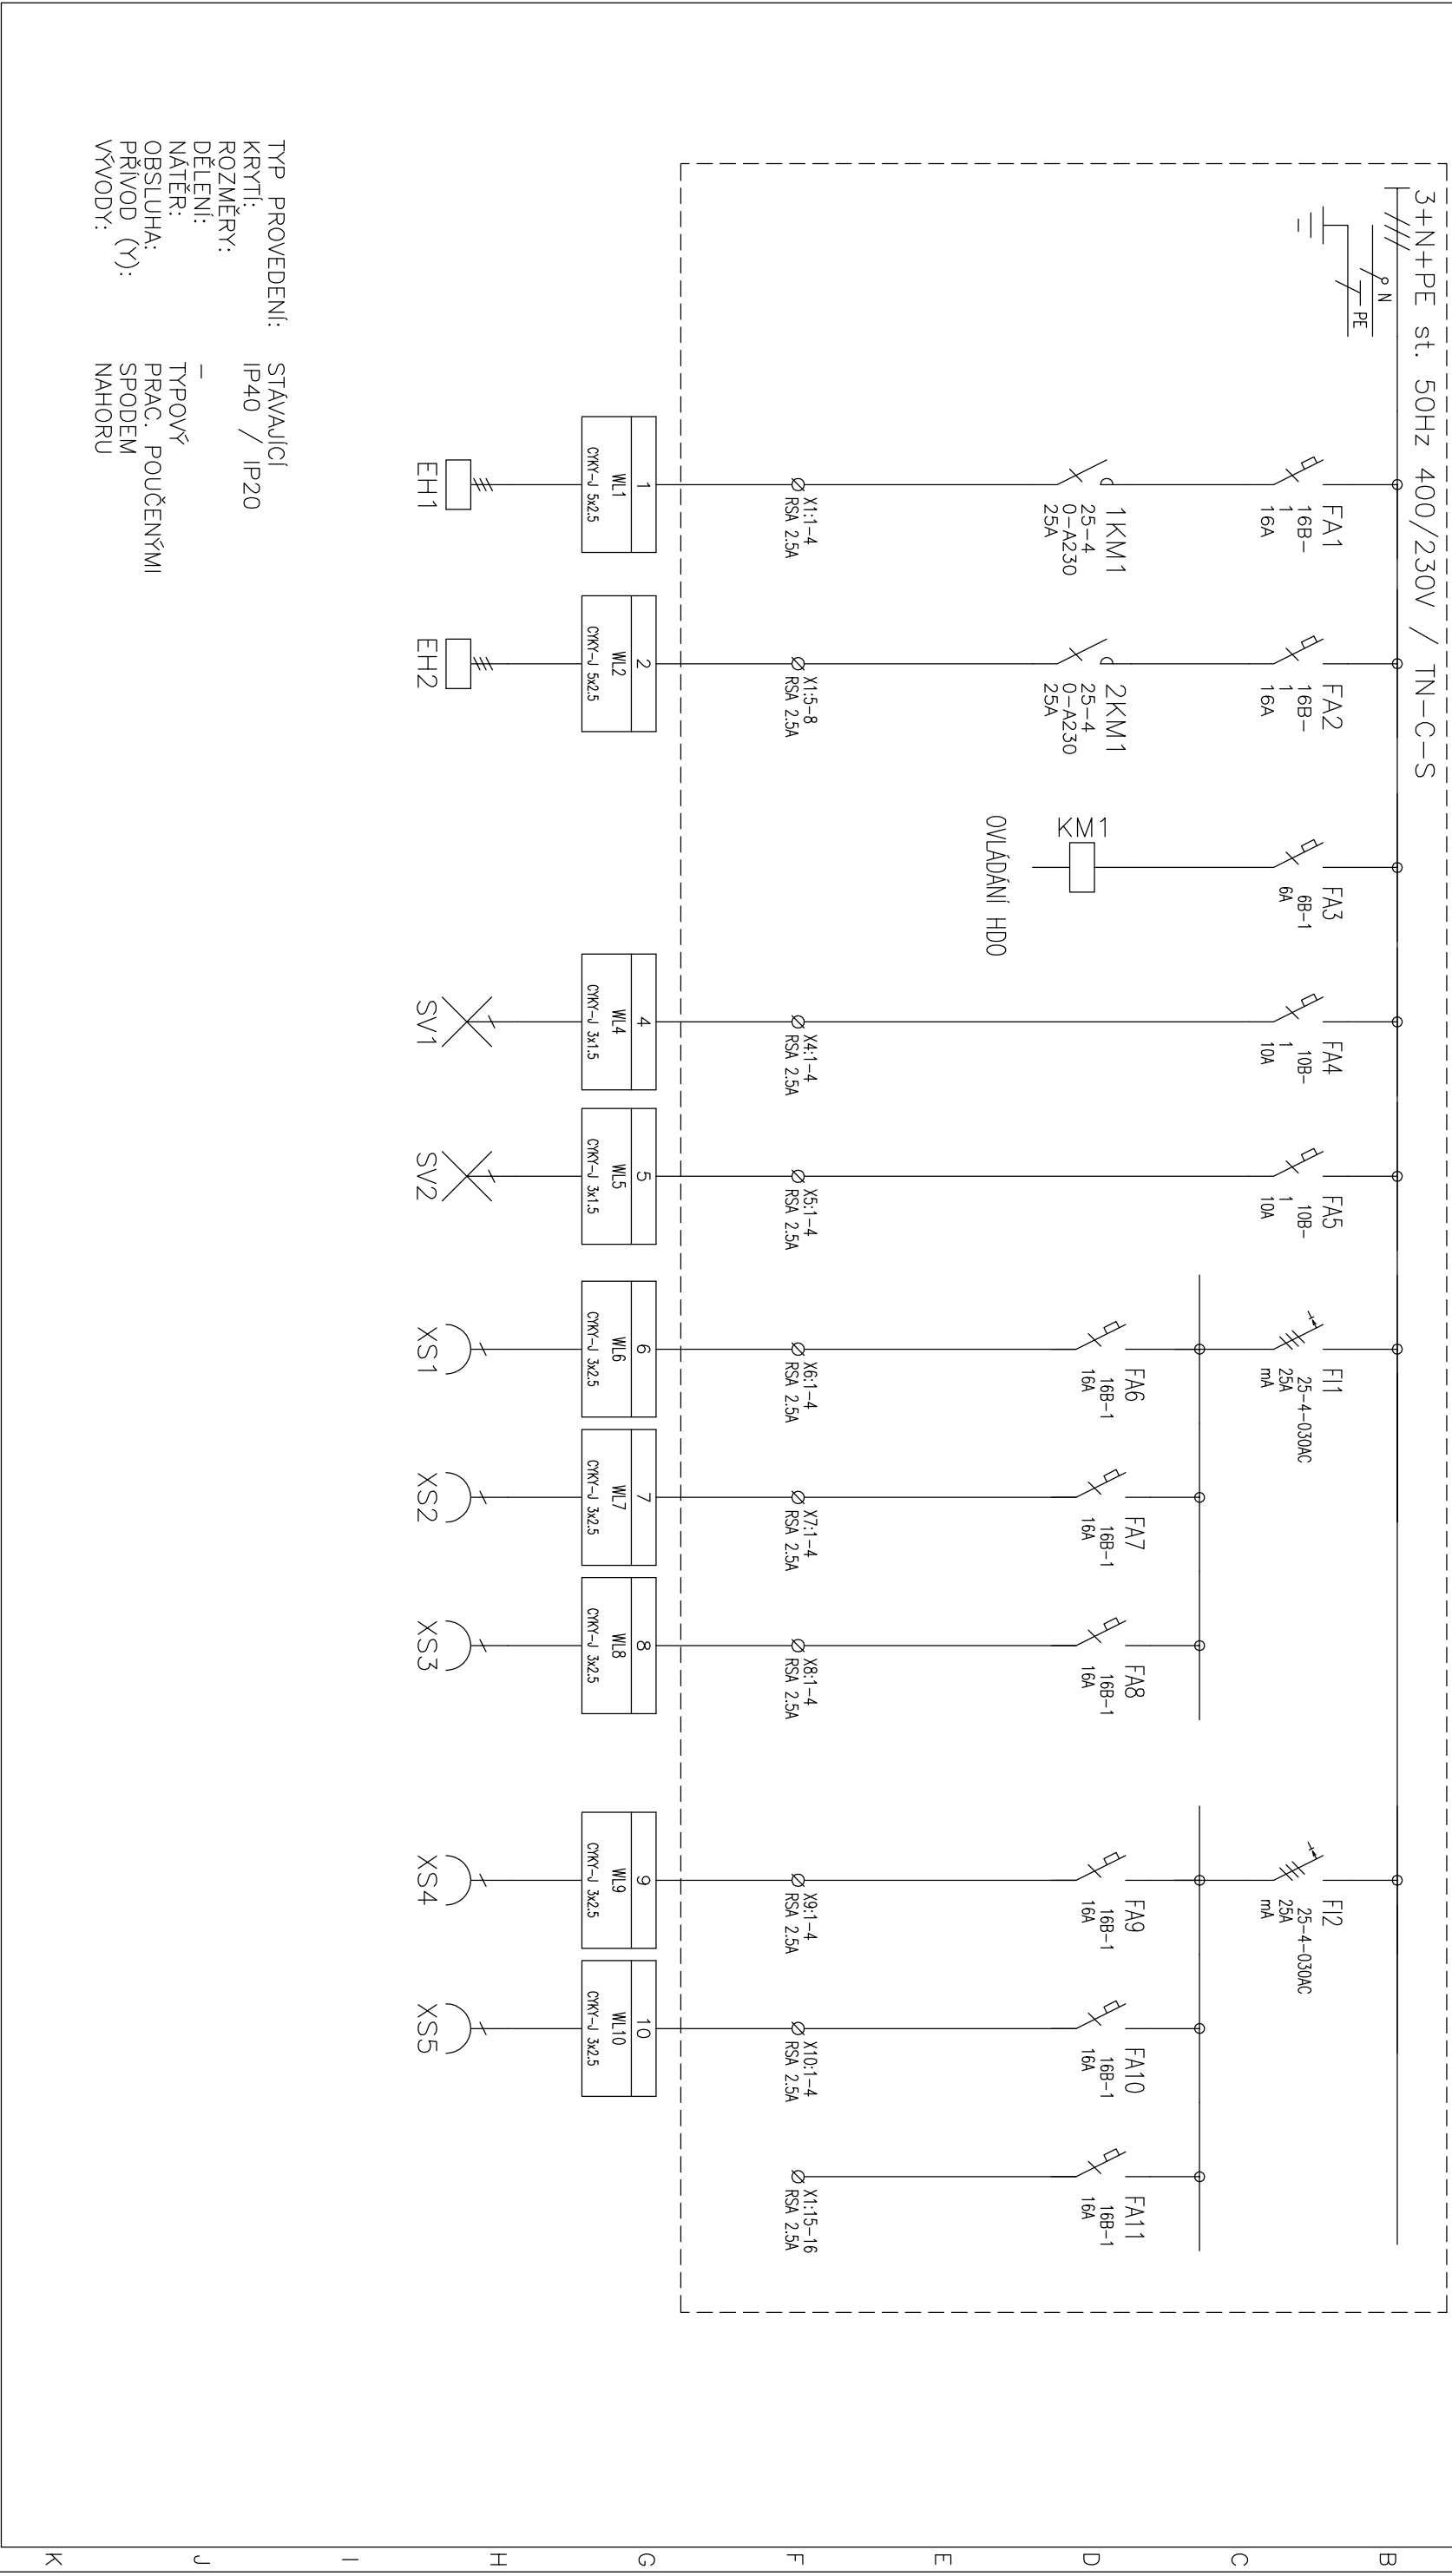 3+N+PE st. 50Hz 400/230V / TN-C-S
N
PE
FA1
16B-
1
16A
FA2
16B-
1
16A
FA3
6B-1
6A
FA4
10B-
1
10A
FA5
10B-
1
10A
FI1
25-4-030AC
25A
mA
FI2
25-4-030AC
25A
mA
1KM1
25-4
0-A230
25A
2KM1
25-4
0-A230
25A
KM1
OVLÁDÁNÍ HDO
FA6
16B-1
16A
FA7
16B-1
16A
FA8
16B-1
16A
FA9
16B-1
16A
FA10
16B-1
16A
FA11
16B-1
16A
X1:1-4
RSA 2.5A
X1:5-8
RSA 2.5A
X4:1-4
RSA 2.5A
X5:1-4
RSA 2.5A
X6:1-4
RSA 2.5A
X7:1-4
RSA 2.5A
X8:1-4
RSA 2.5A
X9:1-4
RSA 2.5A
X10:1-4
RSA 2.5A
X1:15-16
RSA 2.5A
1
WL1
CYKY-J 5x2.5
2
WL2
CYKY-J 5x2.5
4
WL4
CYKY-J 3x1.5
5
WL5
CYKY-J 3x1.5
6
WL6
CYKY-J 3x2.5
7
WL7
CYKY-J 3x2.5
8
WL8
CYKY-J 3x2.5
9
WL9
CYKY-J 3x2.5
10
WL10
CYKY-J 3x2.5
EH1
EH2
SV1
SV2
XS1
XS2
XS3
XS4
XS5
TYP PROVEDENÍ: STÁVAJÍCÍ
KRYTÍ: IP40 / IP20
ROZMĚRY:
DĚLENÍ: -
NÁTĚR: TYPOVÝ
OBSLUHA: PRAC. POUČENÝMI
PŘÍVOD (Y): SPODEM
VÝVODY: NAHORU
B
C
D
E
F
G
H
I
J
K